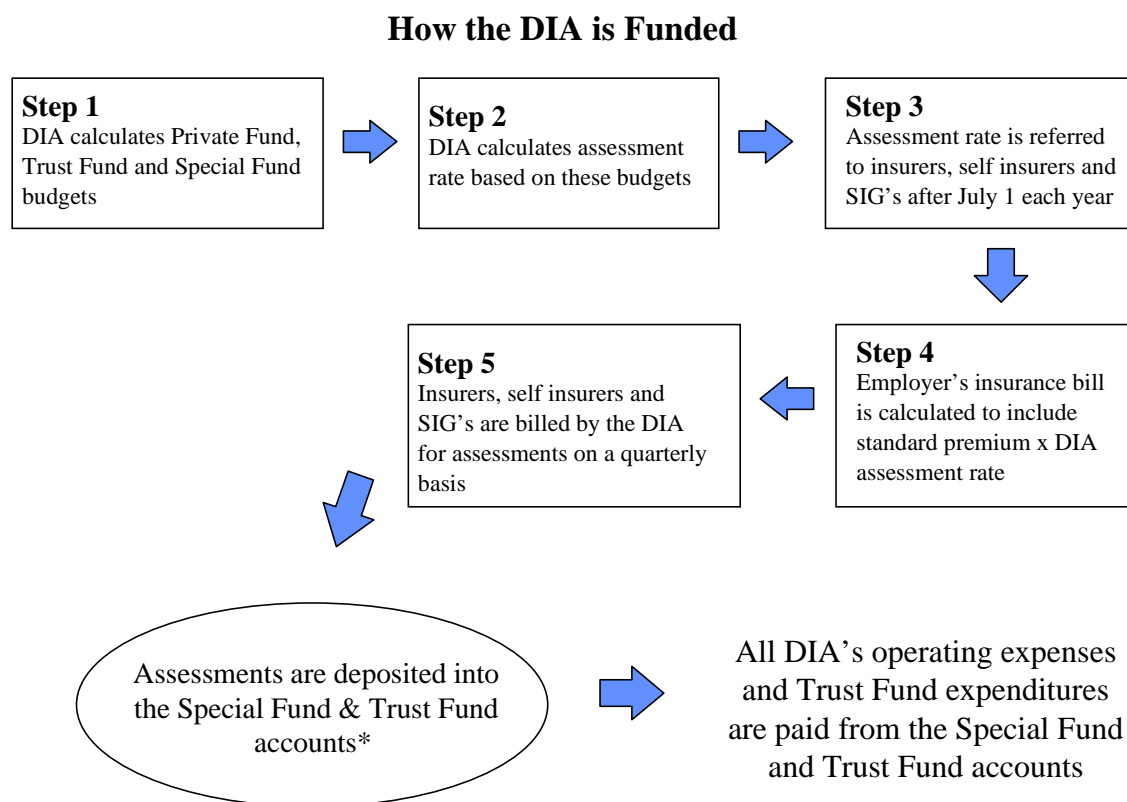 How the DIA is Funded
Step 1
DIA calculates Private Fund,
Trust Fund and Special Fund
budgets
Step 2
DIA calculates assessment
rate based on these budgets
Step 3
Assessment rate is referred
to insurers, self insurers and
SIG's after July 1 each year
Step 4
Employer's insurance bill
is calculated to include
standard premium x DIA
assessment rate
Step 5
Insurers, self insurers and
SIG's are billed by the DIA
for assessments on a quarterly
basis
Assessments are deposited into
the Special Fund & Trust Fund
accounts*
All DIA's operating expenses
and Trust Fund expenditures
are paid from the Special Fund
and Trust Fund accounts